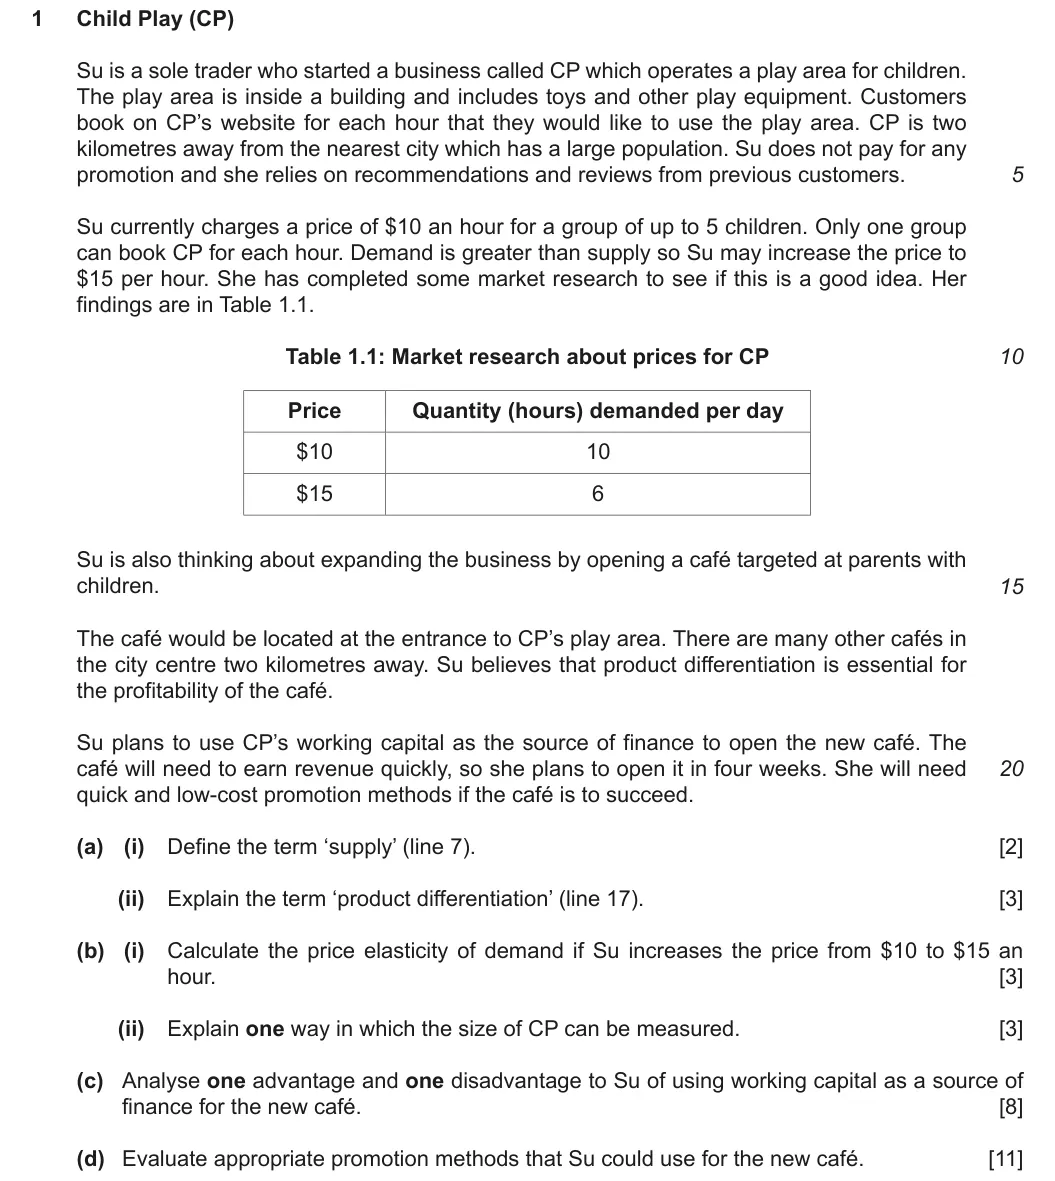 1 Child Play (CP)
Su is a sole trader who started a business called CP which operates a play area for children.
The play area is inside a building and includes toys and other play equipment. Customers
book on CP’s website for each hour that they would like to use the play area. CP is two
kilometres away from the nearest city which has a large population. Su does not pay for any
promotion and she relies on recommendations and reviews from previous customers. 5
Su currently charges a price of $10 an hour for a group of up to 5 children. Only one group
can book CP for each hour. Demand is greater than supply so Su may increase the price to
$15 per hour. She has completed some market research to see if this is a good idea. Her
findings are in Table 1.1.
Table 1.1: Market research about prices for CP 10
Price Quantity (hours) demanded per day
$10 10
$15 6
Su is also thinking about expanding the business by opening a café targeted at parents with
children. 15
The café would be located at the entrance to CP’s play area. There are many other cafés in
the city centre two kilometres away. Su believes that product differentiation is essential for
the profitability of the café.
Su plans to use CP’s working capital as the source of finance to open the new café. The
café will need to earn revenue quickly, so she plans to open it in four weeks. She will need 20
quick and low-cost promotion methods if the café is to succeed.
(a) (i) Define the term ‘supply’ (line 7). [2]
(ii) Explain the term ‘product differentiation’ (line 17). [3]
(b) (i) Calculate the price elasticity of demand if Su increases the price from $10 to $15 an
hour. [3]
(ii) Explain one way in which the size of CP can be measured. [3]
(c) Analyse one advantage and one disadvantage to Su of using working capital as a source of
finance for the new café. [8]
(d) Evaluate appropriate promotion methods that Su could use for the new café. [11]